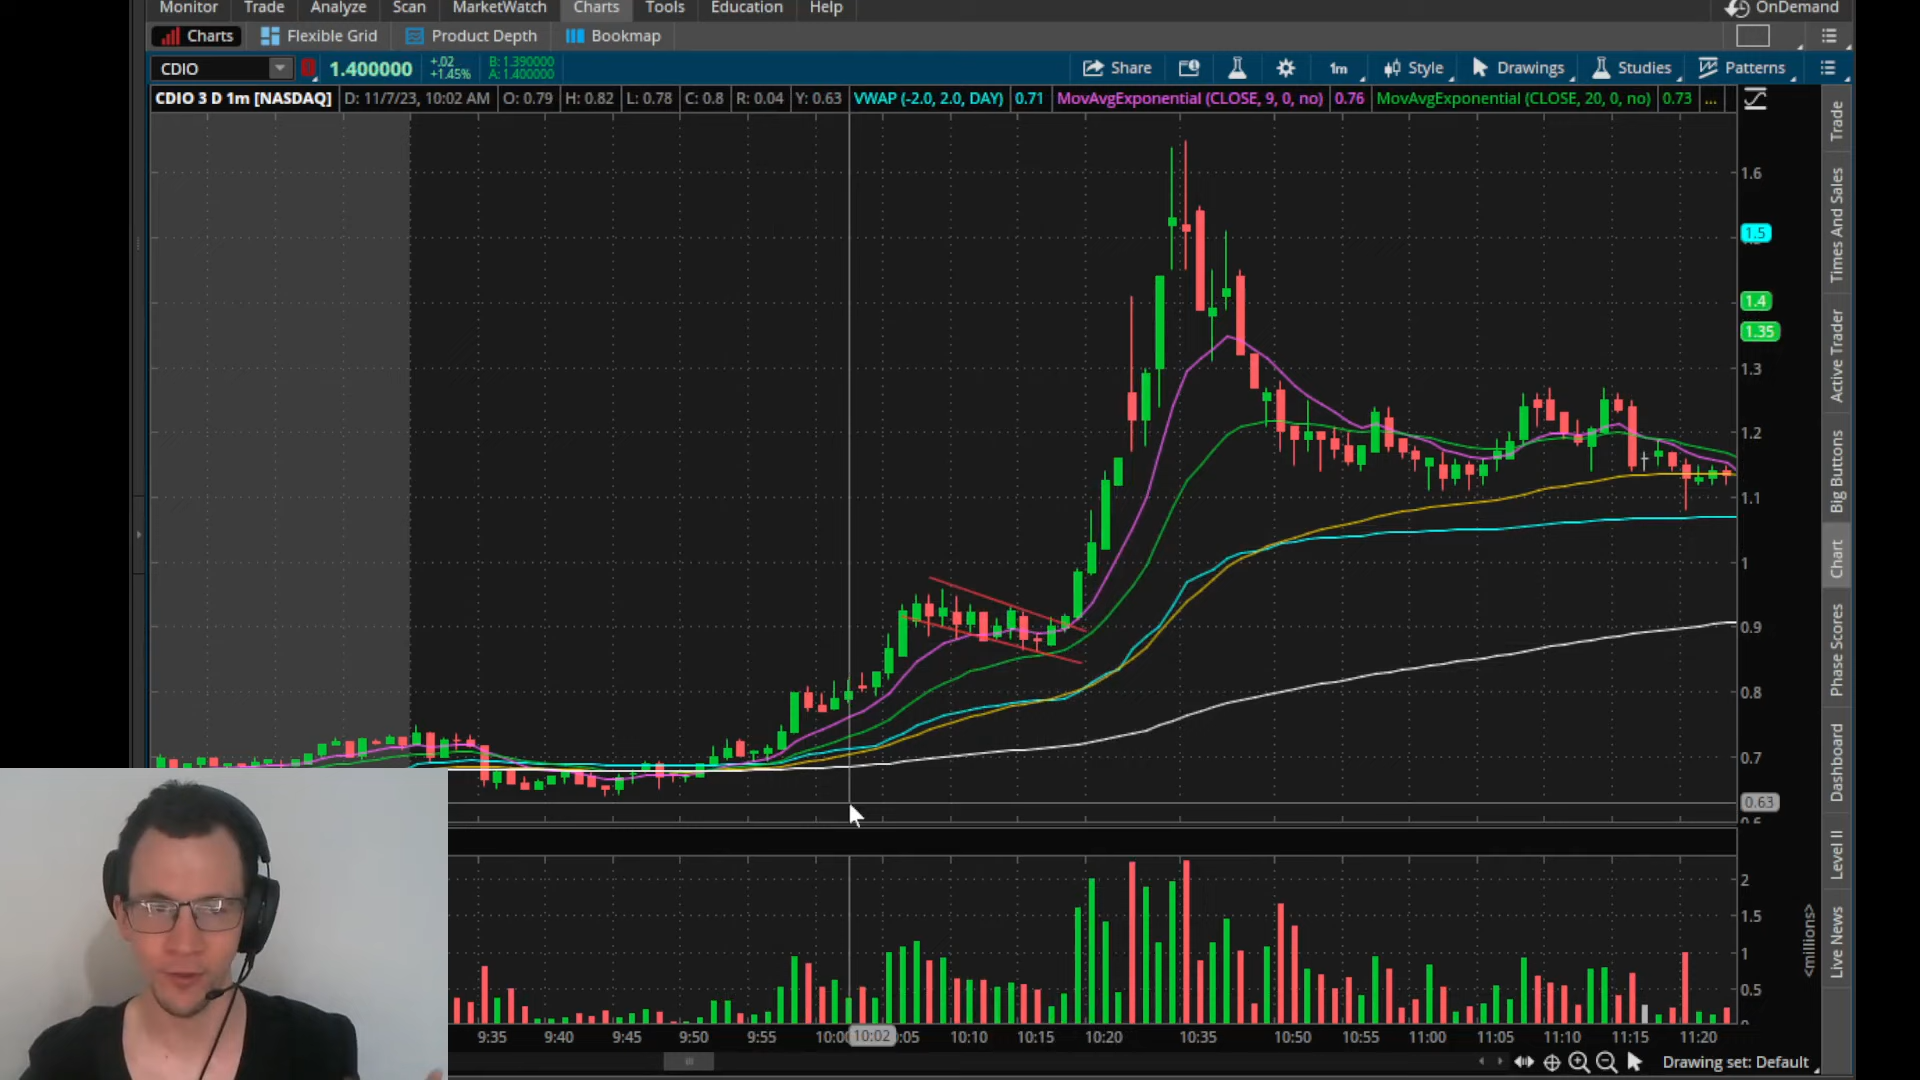 Monitor Trade Analyze Scan MarketWatch Charts Tools Education Help OnDemand
Charts Flexible Grid Product Depth Bookmap
CDIO 1.400000 +.02 +1.45% B: 1.390000 A: 1.400000 Share 1m Style Drawings Studies Patterns
CDIO 3 D 1m [NASDAQ] D: 11/7/23, 10:02 AM O: 0.79 H: 0.82 L: 0.78 C: 0.8 R: 0.04 Y: 0.63 VWAP (-2.0, 2.0, DAY) 0.71 MovAvgExponential (CLOSE, 9, 0, no) 0.76 MovAvgExponential (CLOSE, 20, 0, no) 0.73 ...
1.6
1.5
1.4
1.35
1.3
1.2
1.1
1
0.9
0.8
0.7
0.63
2
1.5
1
0.5
<millions>
9:35 9:40 9:45 9:50 9:55 10:02 :05 10:10 10:15 10:20 10:35 10:50 10:55 11:00 11:05 11:10 11:15 11:20
Drawing set: Default
Trade
Times And Sales
Active Trader
Big Buttons
Chart
Phase Scores
Dashboard
Level II
Live News